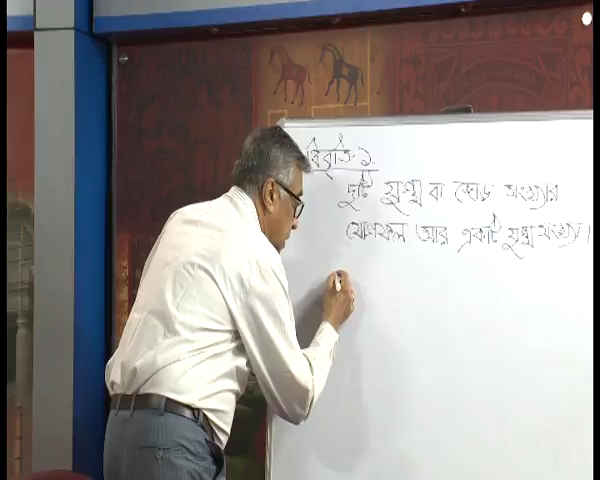 বিবৃতি ১.
দুটি যুগ্ম বা জোড় সংখ্যার
যোগফল আর একটি যুগ্ম সংখ্যা।